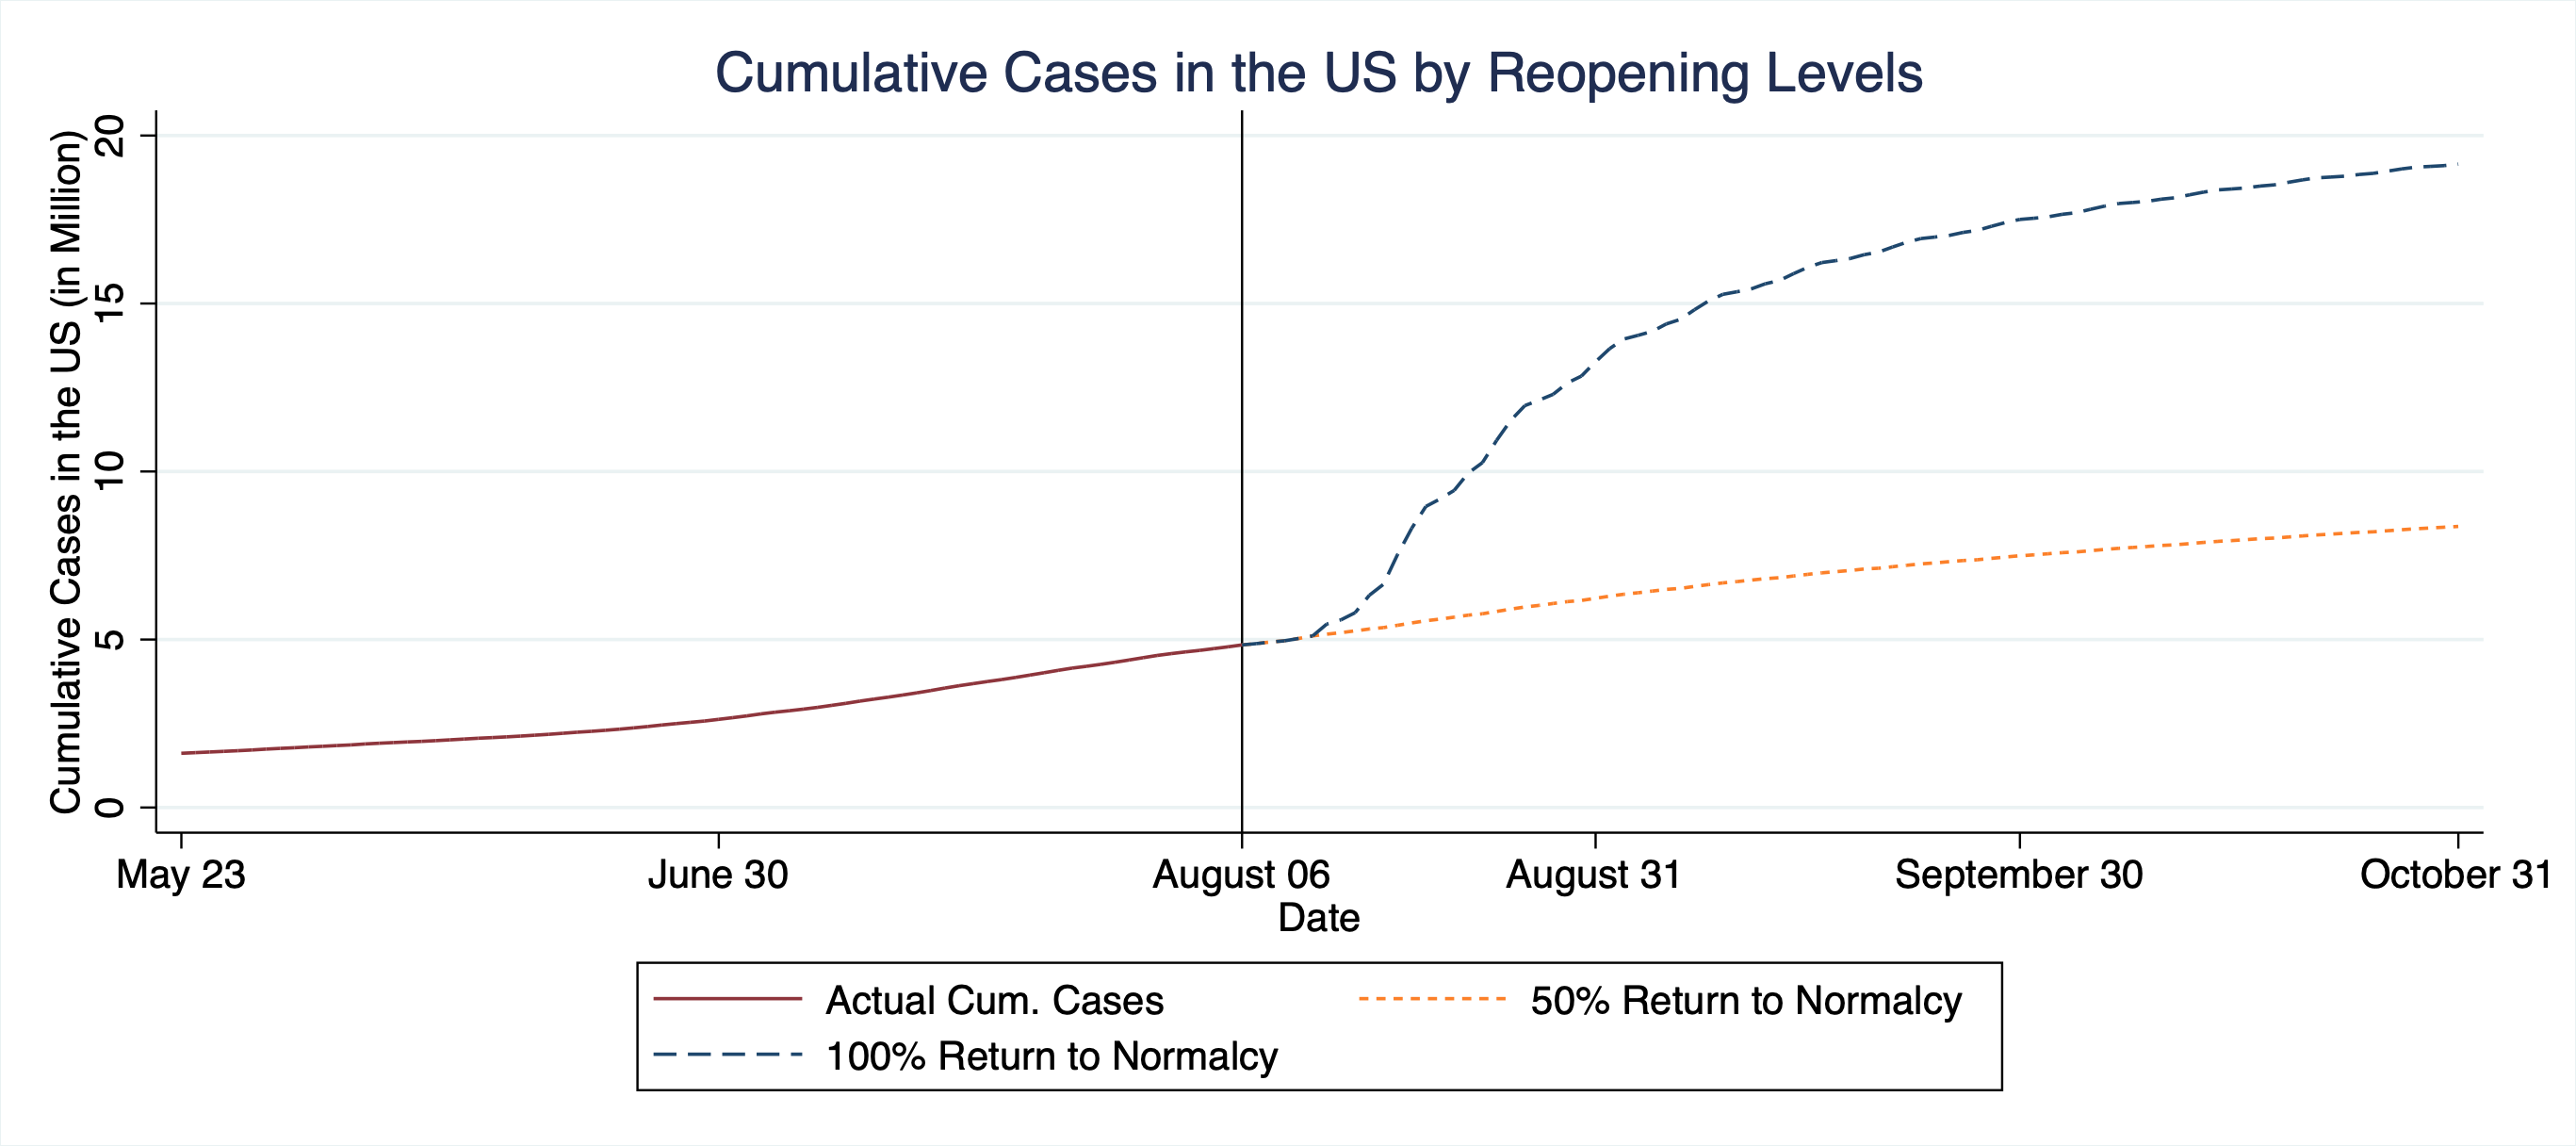 Cumulative Cases in the US by Reopening Levels
Cumulative Cases in the US (in Million)
20
15
10
5
0
May 23
June 30
August 06
August 31
September 30
October 31
Date
Actual Cum. Cases
50% Return to Normalcy
100% Return to Normalcy